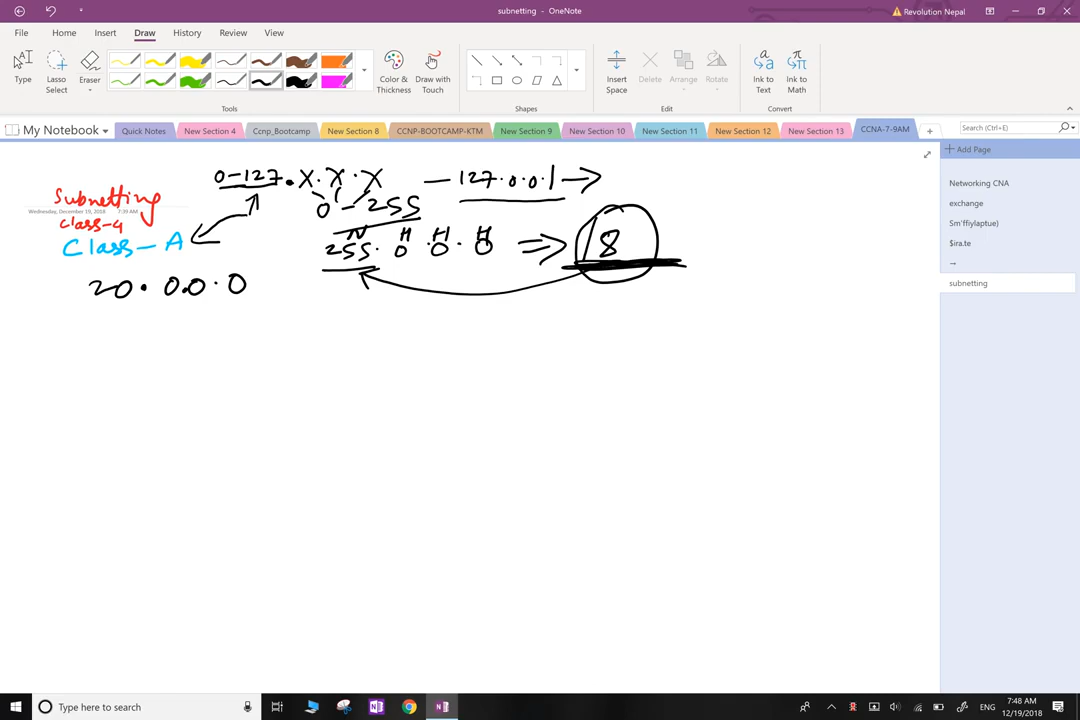 subnetting - OneNote
Revolution Nepal
File Home Insert Draw History Review View
Type
Lasso Select
Eraser
Color & Thickness
Draw with Touch
Insert Space
Delete
Arrange
Rotate
Ink to Text
Ink to Math
Tools
Shapes
Edit
Convert
My Notebook
Quick Notes
New Section 4
Ccnp_Bootcamp
New Section 8
CCNP-BOOTCAMP-KTM
New Section 9
New Section 10
New Section 11
New Section 12
New Section 13
CCNA-7-9AM
Search (Ctrl+E)
Add Page
Networking CNA
exchange
Sm'ffiylaptue)
$ira.te
→
subnetting
0-127.X.X.X — 127.0.0.1 →
Subnetting
Wednesday, December 19, 2018 7:39 AM
0 - 255
class-4
N H H H
Class-A
255.0.0.0 ⇒ /8
20.0.0.0
Type here to search
ENG
7:48 AM
12/19/2018